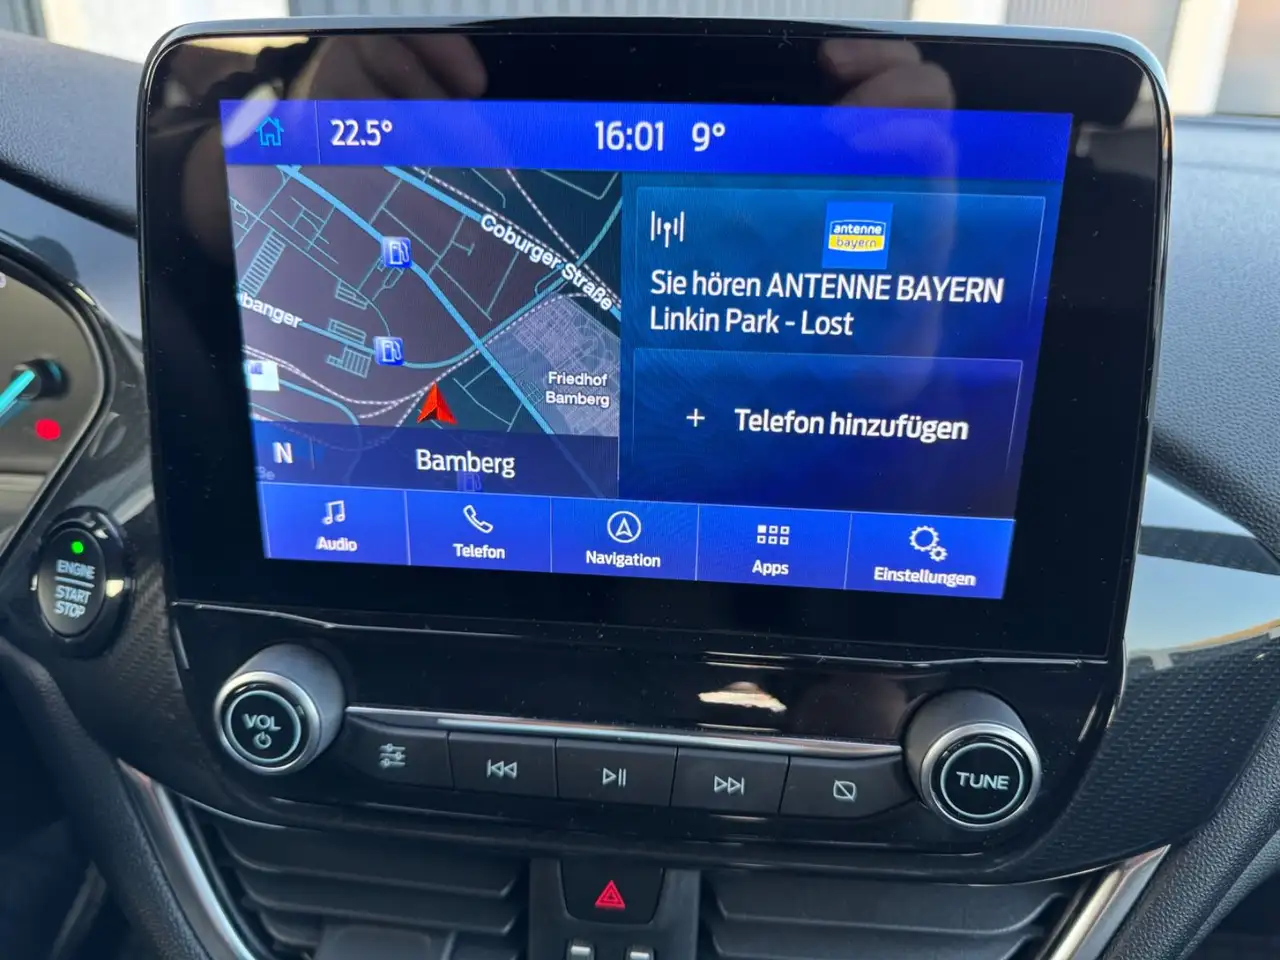 22.5°
16:01 9°
Coburger Straße
banger
Friedhof
Bamberg
N
Bamberg
antenne
bayern
Sie hören ANTENNE BAYERN
Linkin Park - Lost
+ Telefon hinzufügen
Audio
Telefon
Navigation
Apps
Einstellungen
ENGINE
START
STOP
VOL
TUNE